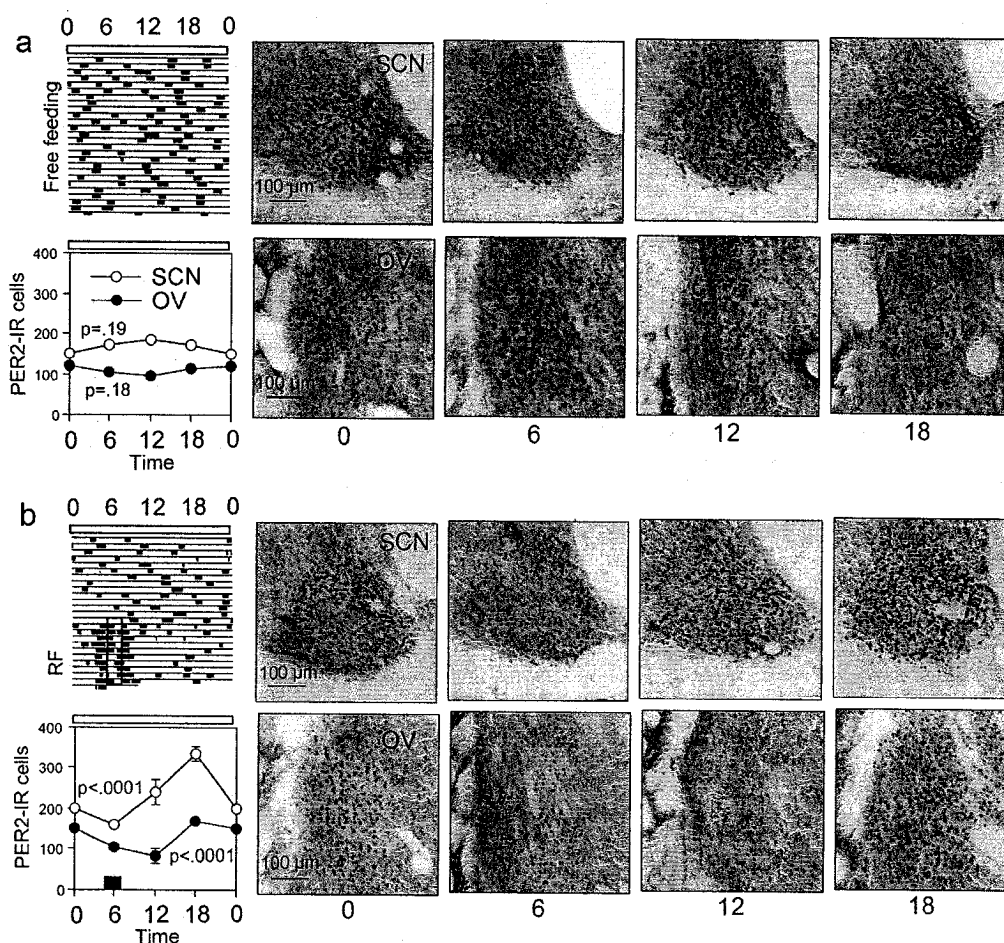 a
0 6 12 18 0
Free feeding
SCN
100 µm
400
300
200
100
0
PER2-IR cells
SCN
OV
p=.19
p=.18
0 6 12 18 0
Time
OV
100 µm
0 6 12 18
b
0 6 12 18 0
RF
SCN
100 µm
400
300
200
100
0
PER2-IR cells
p<.0001
p<.0001
0 6 12 18 0
Time
OV
100 µm
0 6 12 18